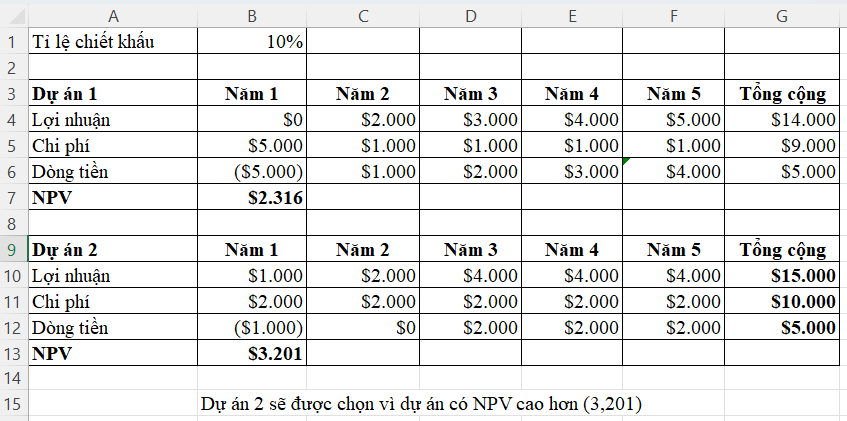 A B C D E F G
1 Tỉ lệ chiết khấu 10%
2
3 Dự án 1 Năm 1 Năm 2 Năm 3 Năm 4 Năm 5 Tổng cộng
4 Lợi nhuận $0 $2.000 $3.000 $4.000 $5.000 $14.000
5 Chi phí $5.000 $1.000 $1.000 $1.000 $1.000 $9.000
6 Dòng tiền ($5.000) $1.000 $2.000 $3.000 $4.000 $5.000
7 NPV $2.316
8
9 Dự án 2 Năm 1 Năm 2 Năm 3 Năm 4 Năm 5 Tổng cộng
10 Lợi nhuận $1.000 $2.000 $4.000 $4.000 $4.000 $15.000
11 Chi phí $2.000 $2.000 $2.000 $2.000 $2.000 $10.000
12 Dòng tiền ($1.000) $0 $2.000 $2.000 $2.000 $5.000
13 NPV $3.201
14
15 Dự án 2 sẽ được chọn vì dự án có NPV cao hơn (3,201)